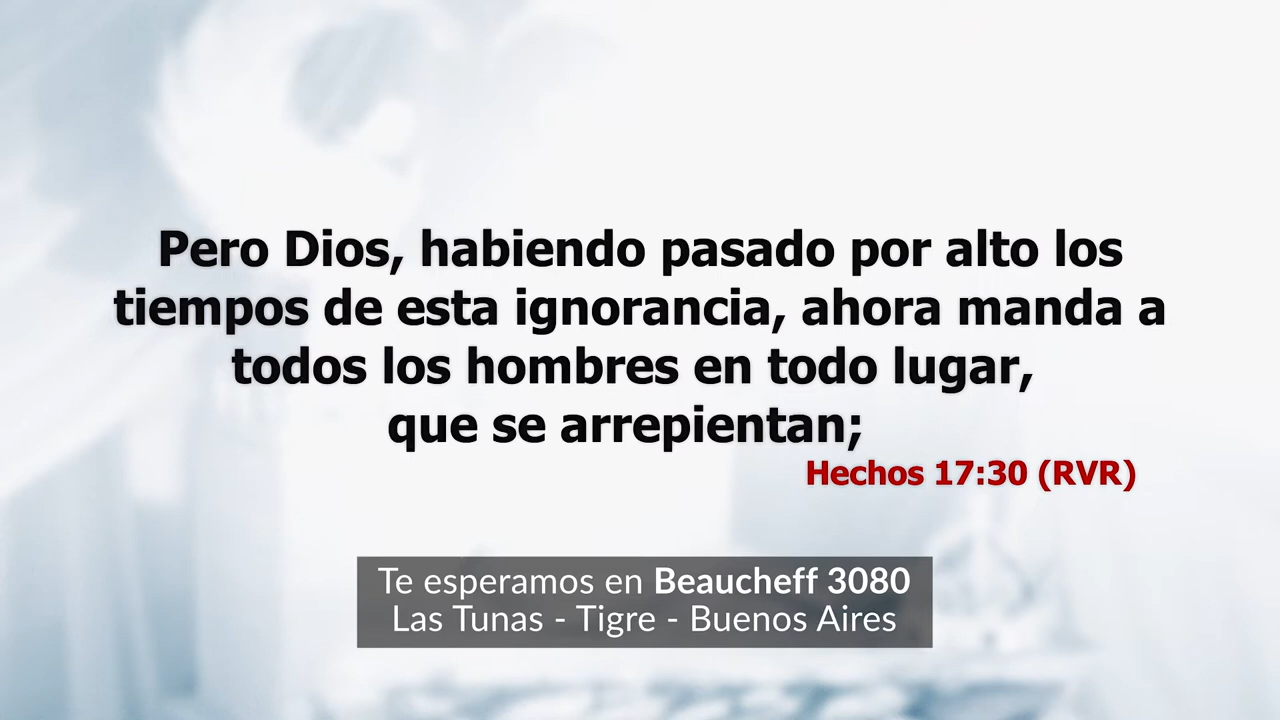 Pero Dios, habiendo pasado por alto los
tiempos de esta ignorancia, ahora manda a
todos los hombres en todo lugar,
que se arrepientan;
Hechos 17:30 (RVR)
Te esperamos en Beaucheff 3080
Las Tunas - Tigre - Buenos Aires